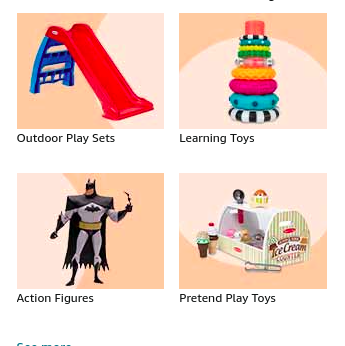 Outdoor Play Sets
Learning Toys
Ice Cream
COUNTER
Action Figures
Pretend Play Toys
See more